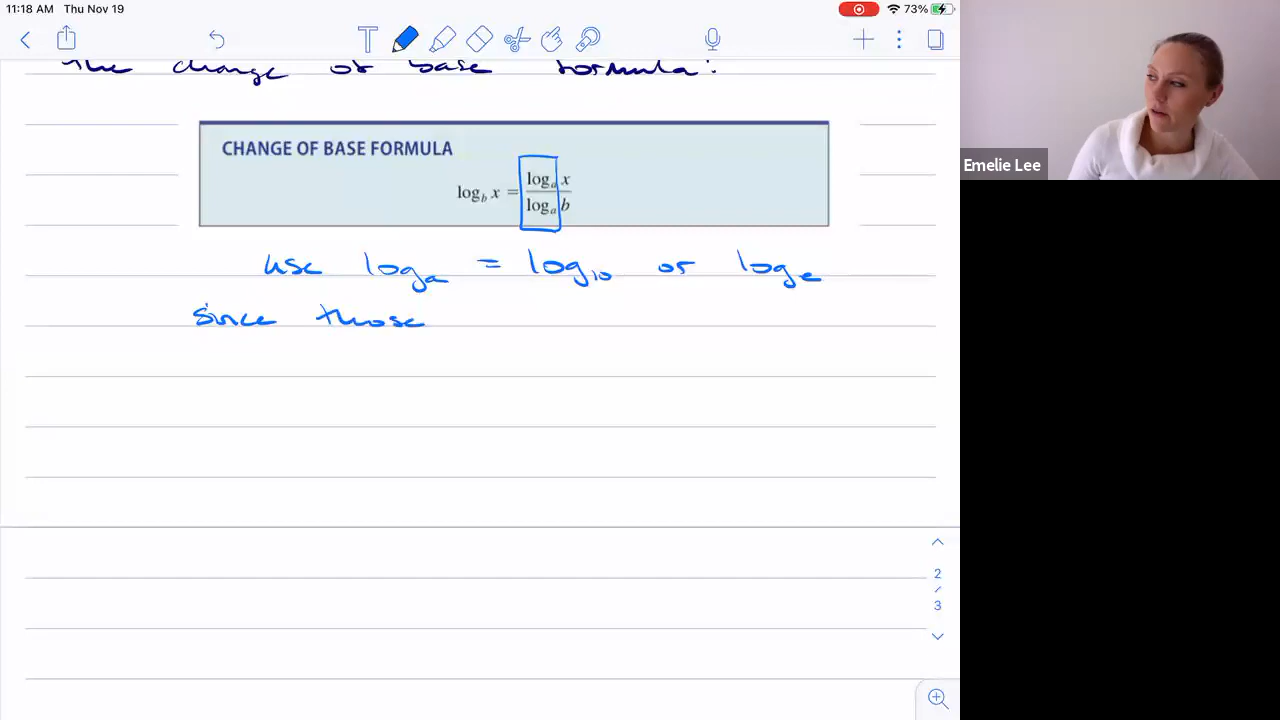 11:18 AM Thu Nov 19
73%
The change of base formula:
CHANGE OF BASE FORMULA
log_b x = log_a x / log_a b
use log_a = log_10 or log_e
since those
Emelie Lee
2
/
3